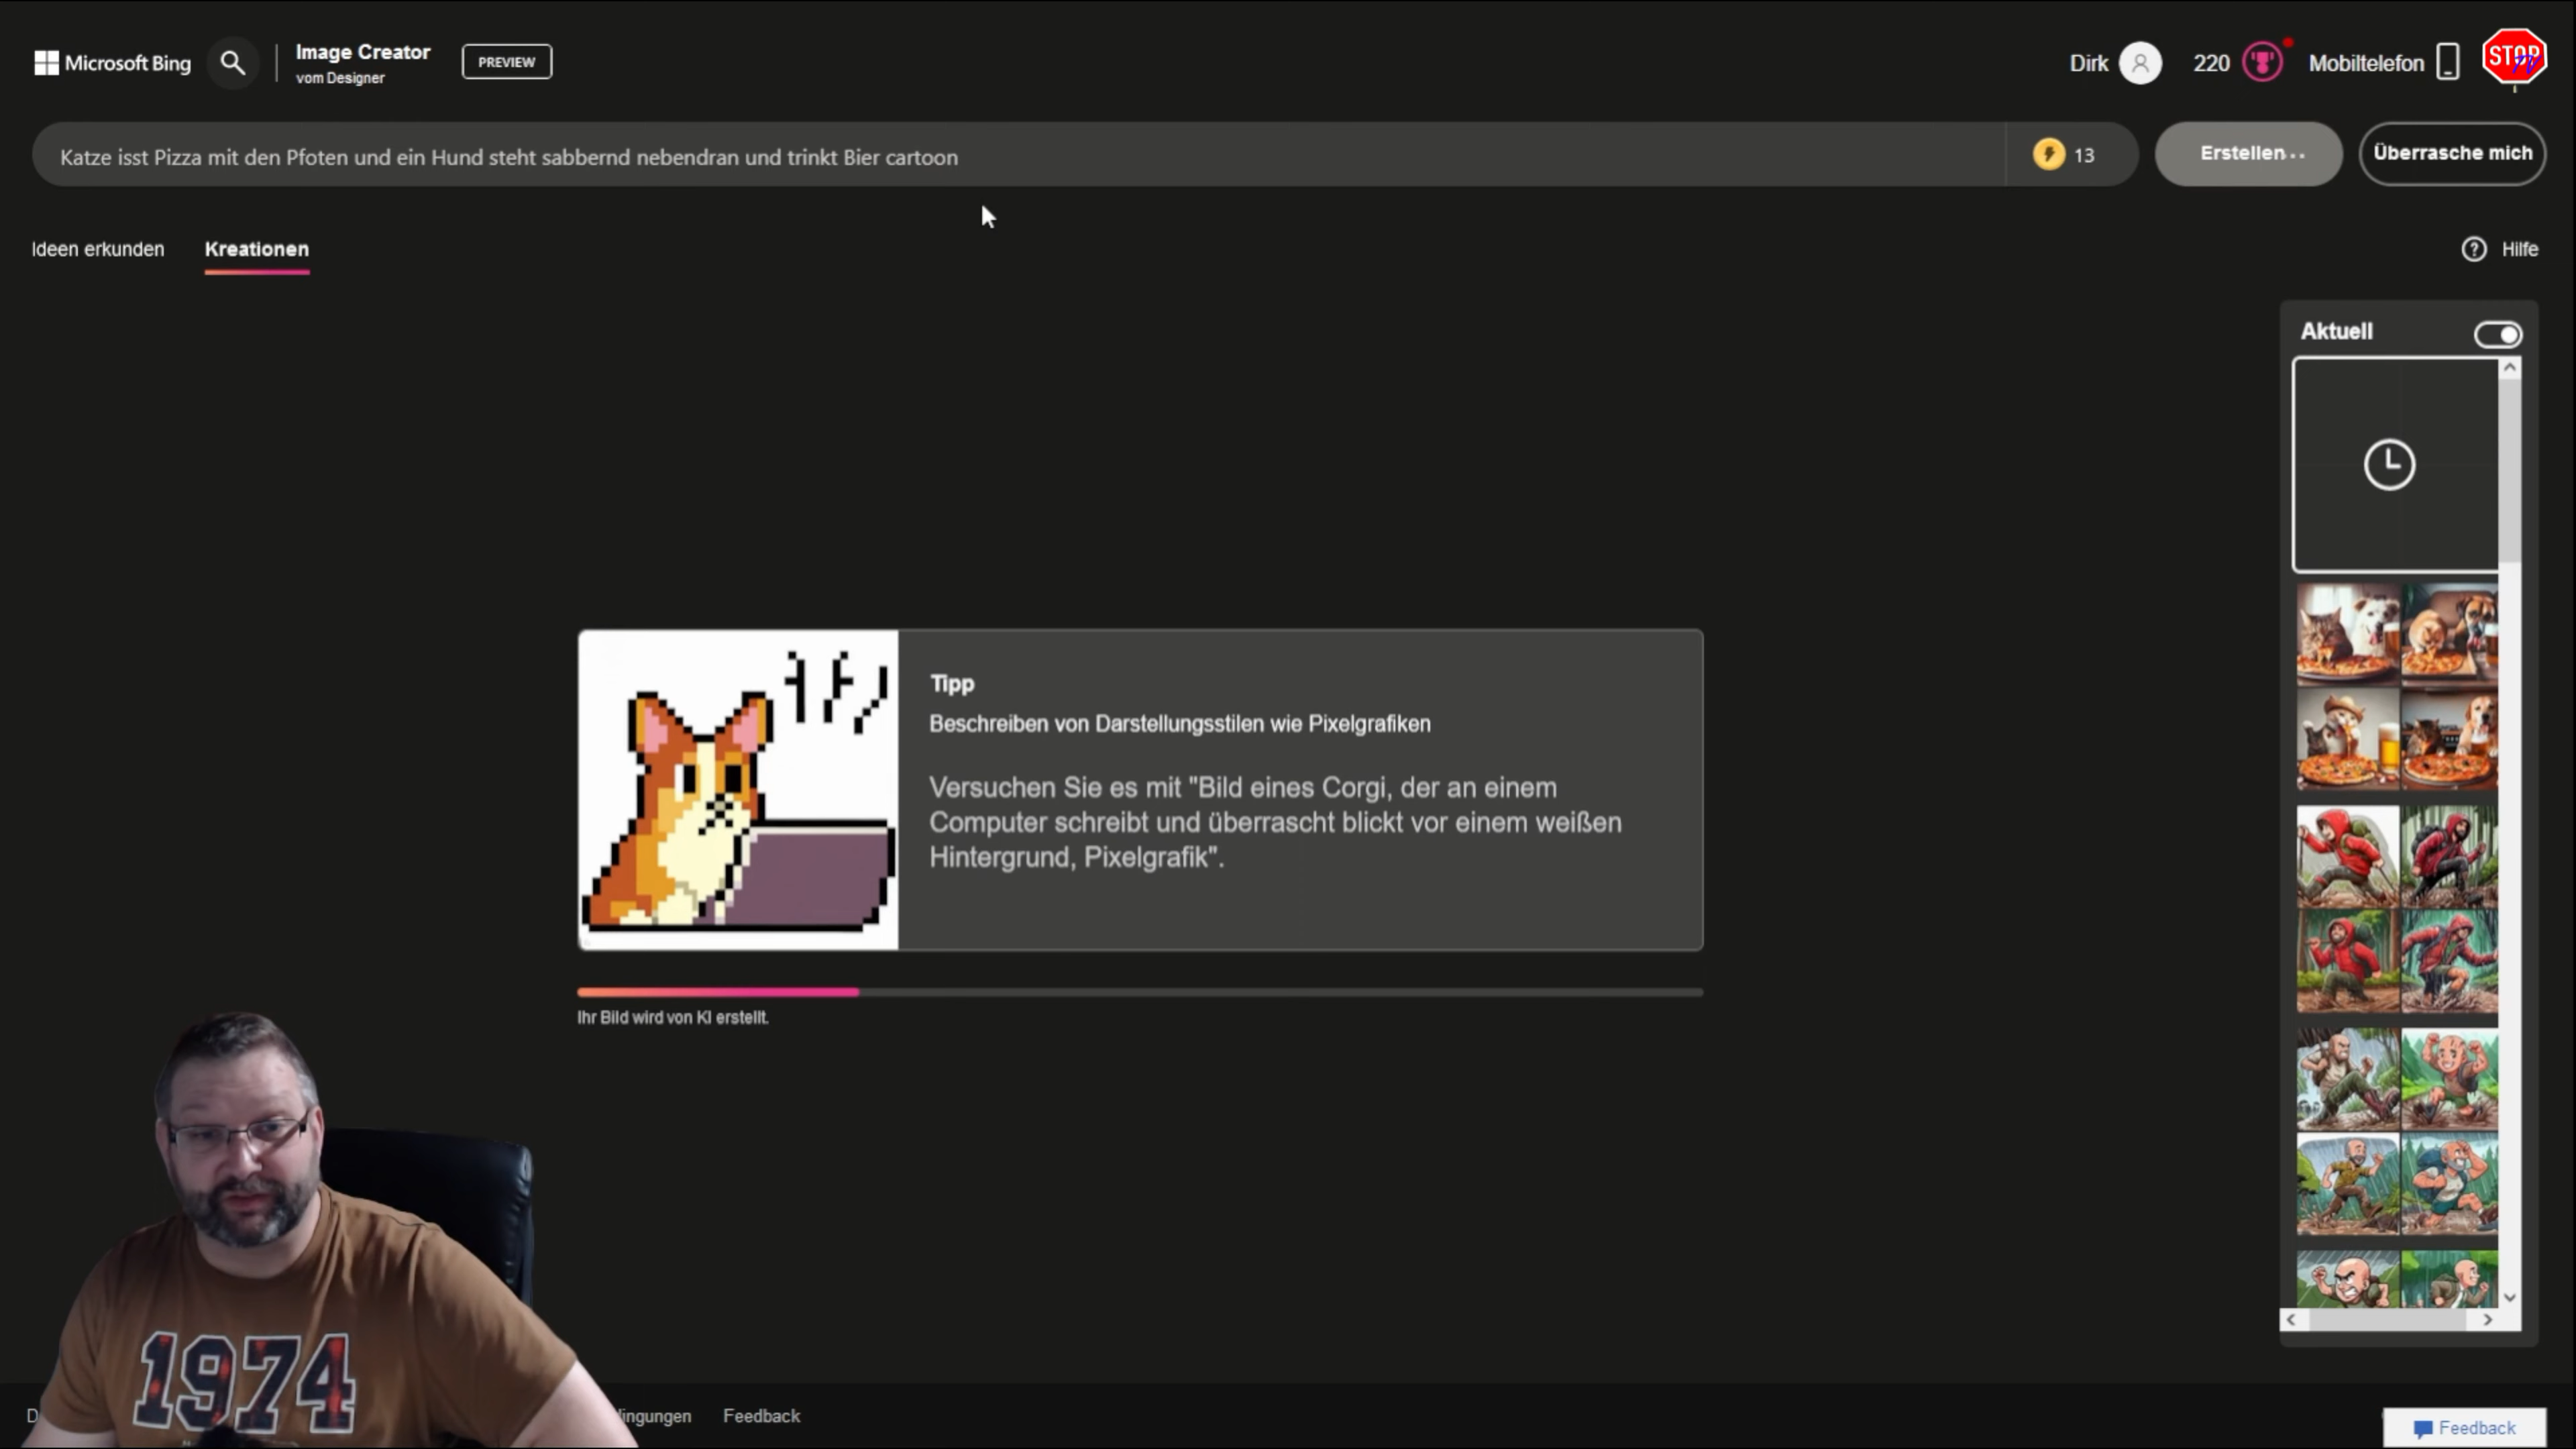 Microsoft Bing
Image Creator
vom Designer
PREVIEW
Dirk
220
Mobiltelefon
STOP
TV
Katze isst Pizza mit den Pfoten und ein Hund steht sabbernd nebendran und trinkt Bier cartoon
13
Erstellen..
Überrasche mich
Ideen erkunden
Kreationen
Hilfe
Aktuell
Tipp
Beschreiben von Darstellungsstilen wie Pixelgrafiken
Versuchen Sie es mit "Bild eines Corgi, der an einem
Computer schreibt und überrascht blickt vor einem weißen
Hintergrund, Pixelgrafik".
Ihr Bild wird von KI erstellt.
1974
Feedback
Feedback